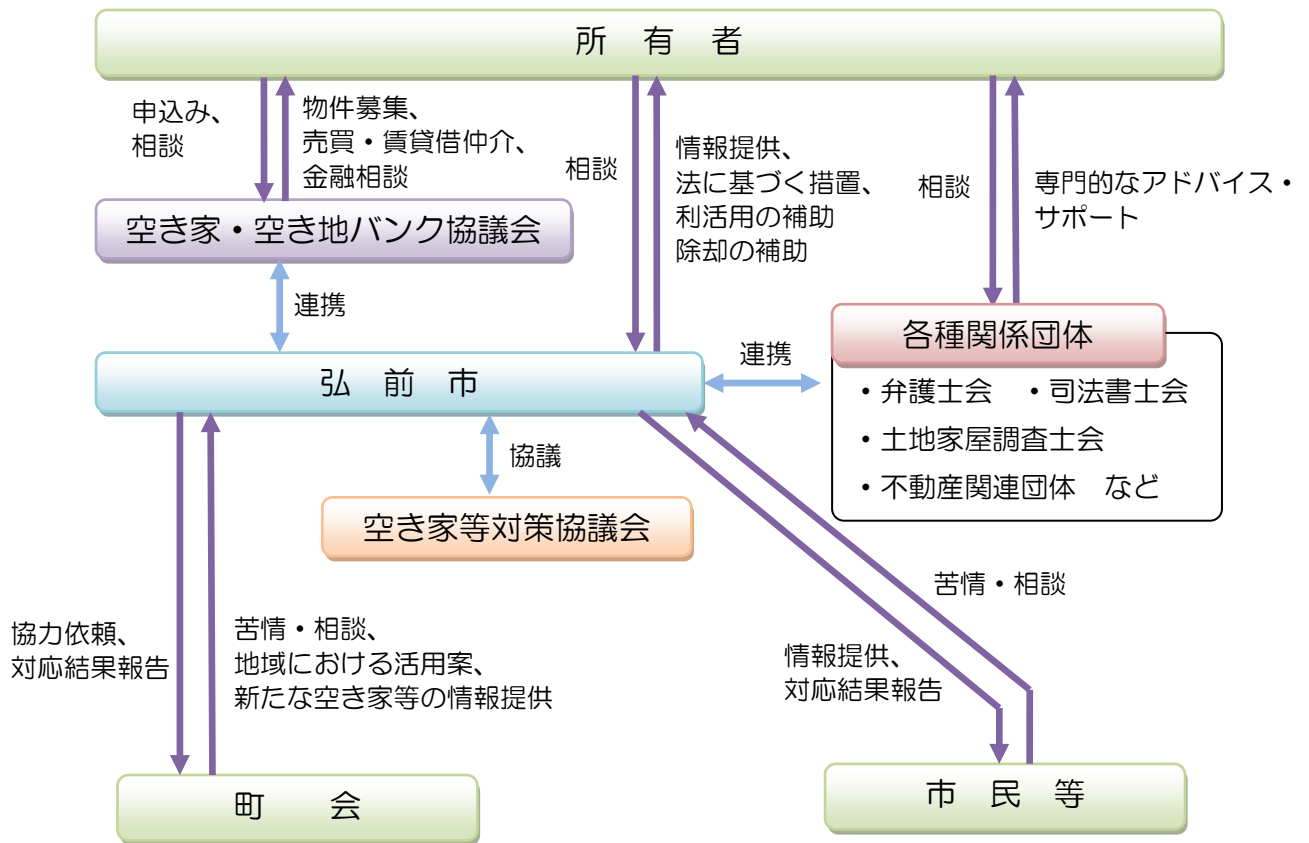 所　有　者
申込み、
相談
物件募集、
売買・賃貸借仲介、
金融相談
相談
情報提供、
法に基づく措置、
利活用の補助
除却の補助
相談
専門的なアドバイス・
サポート
空き家・空き地バンク協議会
連携
各種関係団体
弘　前　市
連携
・弁護士会　・司法書士会
・土地家屋調査士会
・不動産関連団体　など
協議
空き家等対策協議会
協力依頼、
対応結果報告
苦情・相談、
地域における活用案、
新たな空き家等の情報提供
苦情・相談
情報提供、
対応結果報告
町　　会
市　民　等